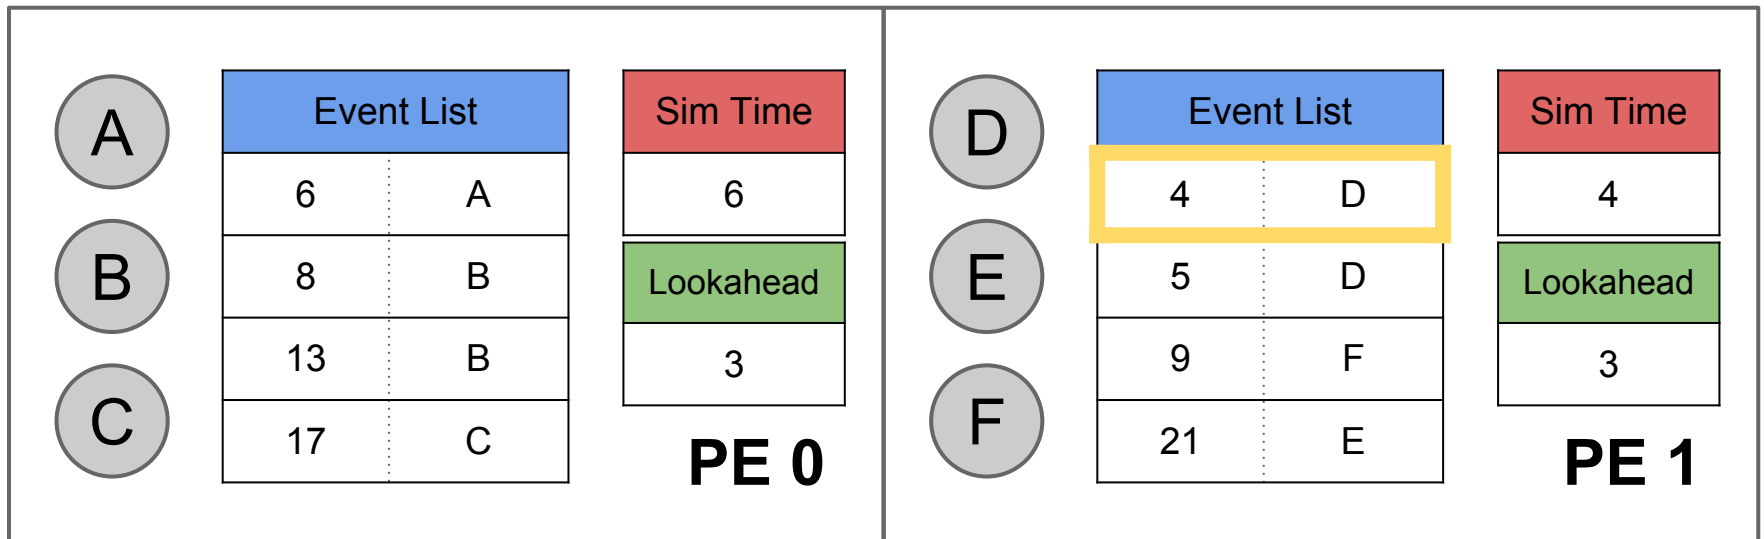 A
B
C
Event List
6 A
8 B
13 B
17 C
Sim Time
6
Lookahead
3
PE 0
D
E
F
Event List
4 D
5 D
9 F
21 E
Sim Time
4
Lookahead
3
PE 1